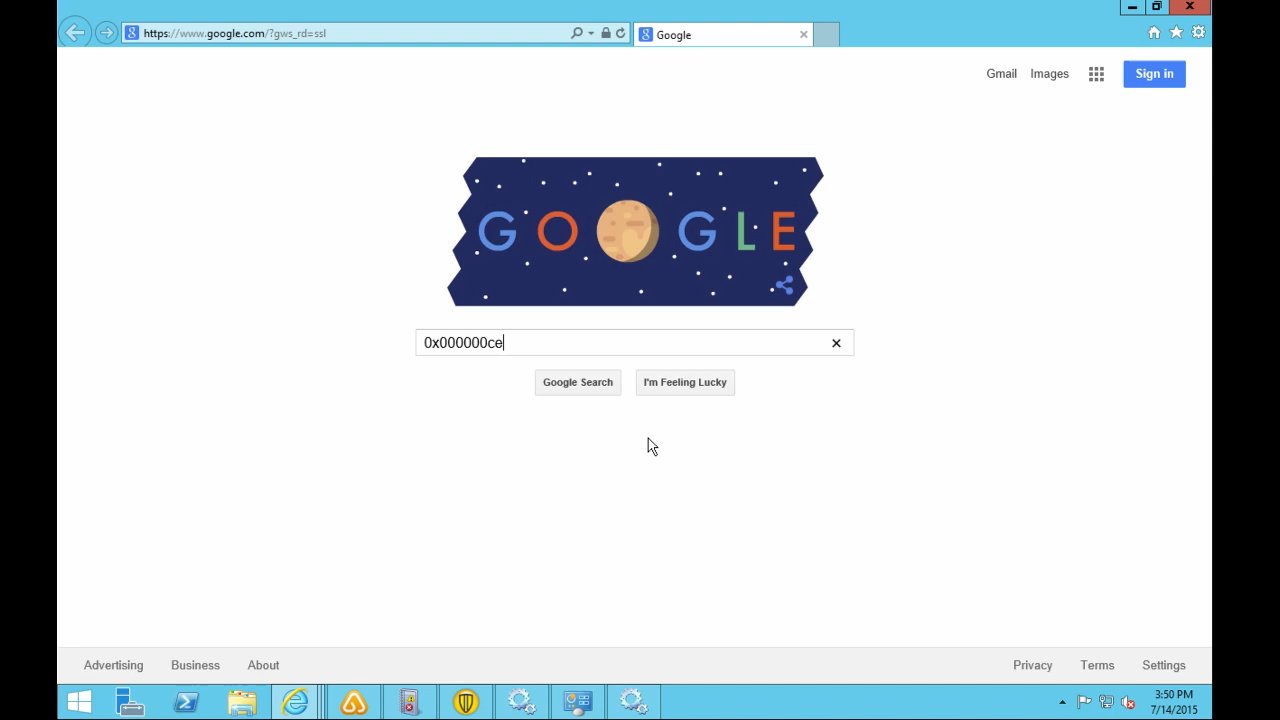 https://www.google.com/?gws_rd=ssl
Google
Gmail Images Sign in
G O G L E
0x000000ce
Google Search I'm Feeling Lucky
Advertising Business About Privacy Terms Settings
3:50 PM
7/14/2015